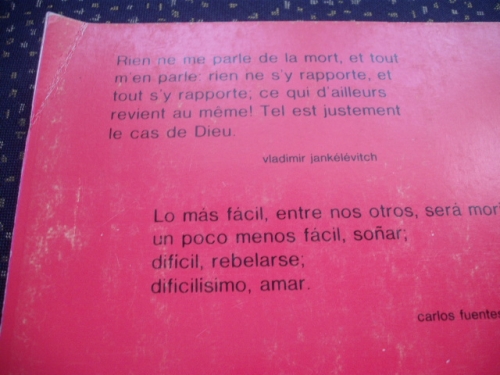 Rien ne me parle de la mort, et tout
m'en parle: rien ne s'y rapporte, et
tout s'y rapporte, ce qui d'ailleurs
revient au même! Tel est justement
le cas de Dieu.
vladimir jankélévitch
Lo más fácil, entre nos otros, será mori
un poco menos fácil, soñar;
difícil, rebelarse;
dificilísimo, amar.
carlos fuentes